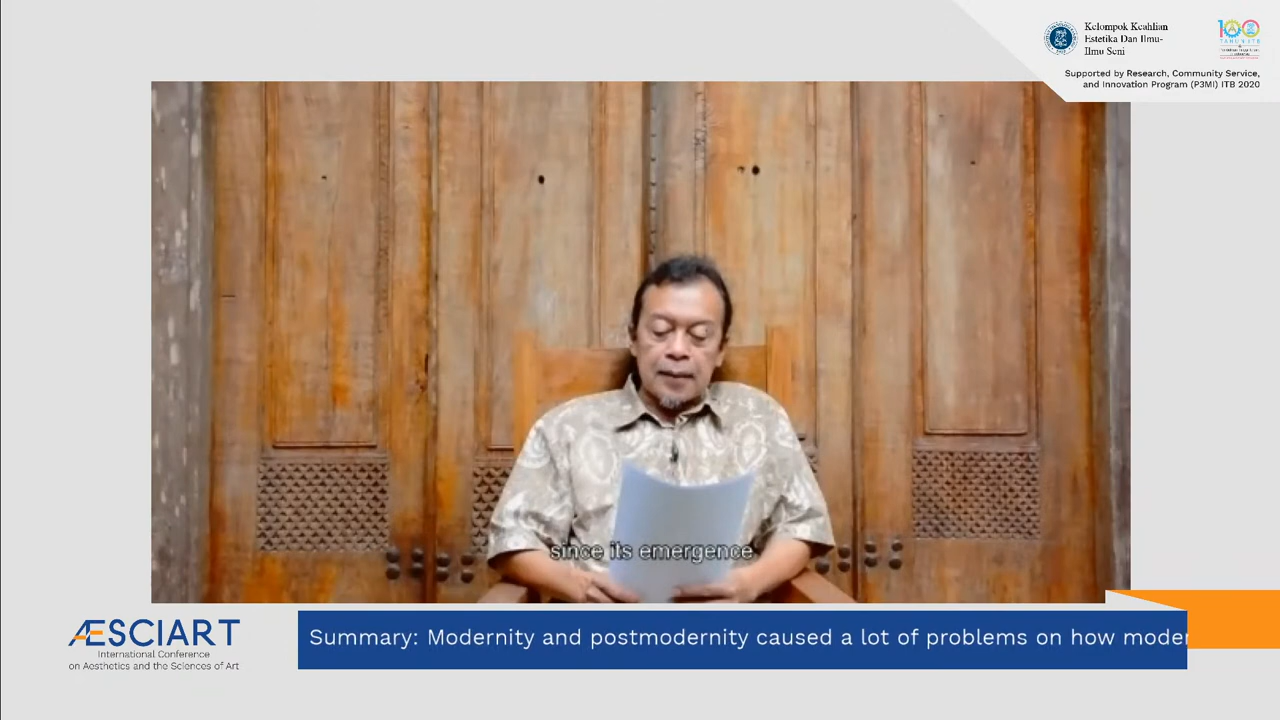 Kelompok Keahlian
Estetika Dan Ilmu-
Ilmu Seni
100
Supported by Research, Community Service,
and Innovation Program (P3MI) ITB 2020
since its emergence
ÆSCIART
International Conference
on Aesthetics and the Sciences of Art
Summary: Modernity and postmodernity caused a lot of problems on how moder